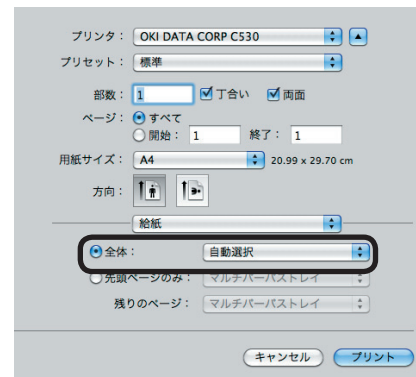 プリンタ： OKI DATA CORP C530
プリセット： 標準
部数： 1 丁合い 両面
ページ： すべて
開始： 1 終了： 1
用紙サイズ： A4 20.99 x 29.70 cm
方向：
給紙
全体： 自動選択
先頭ページのみ： マルチパーパストレイ
残りのページ： マルチパーパストレイ
キャンセル プリント